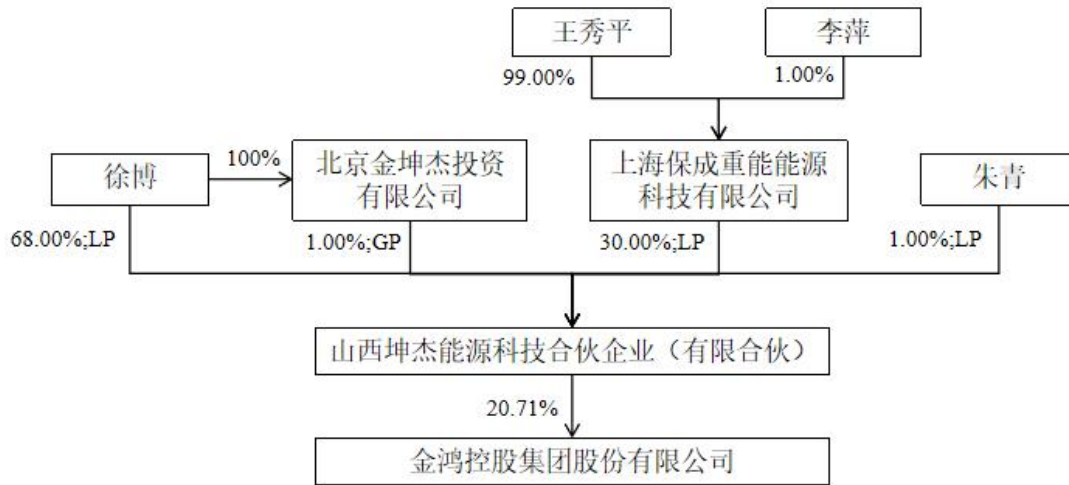 王秀平
李萍
99.00%
1.00%
徐博
100%
北京金坤杰投资
有限公司
上海保成重能能源
科技有限公司
朱青
68.00%;LP
1.00%;GP
30.00%;LP
1.00%;LP
山西坤杰能源科技合伙企业（有限合伙）
20.71%
金鸿控股集团股份有限公司